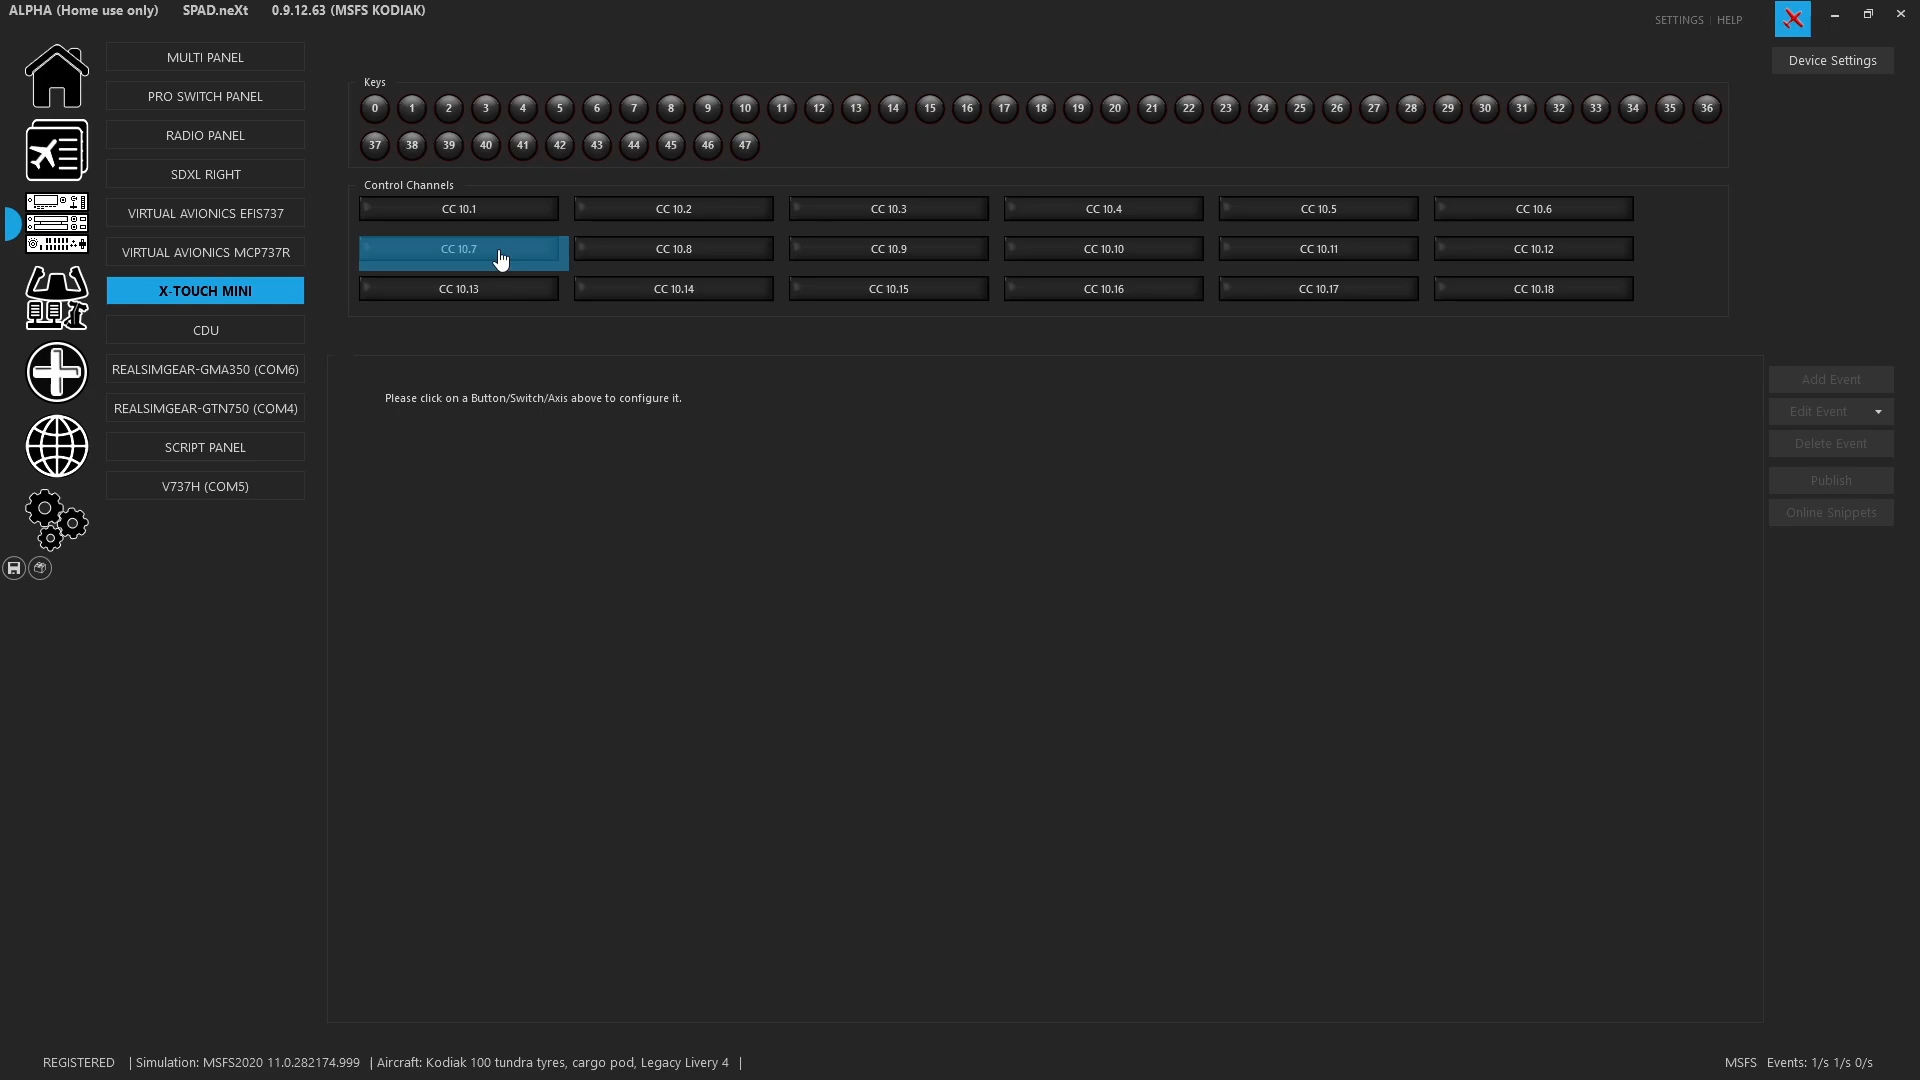 ALPHA (Home use only) SPAD.neXt 0.9.12.63 (MSFS KODIAK)
SETTINGS | HELP
Device Settings
MULTI PANEL
PRO SWITCH PANEL
RADIO PANEL
SDXL RIGHT
VIRTUAL AVIONICS EFIS737
VIRTUAL AVIONICS MCP737R
X-TOUCH MINI
CDU
REALSIMGEAR-GMA350 (COM6)
REALSIMGEAR-GTN750 (COM4)
SCRIPT PANEL
V737H (COM5)
Keys
0 1 2 3 4 5 6 7 8 9 10 11 12 13 14 15 16 17 18 19 20 21 22 23 24 25 26 27 28 29 30 31 32 33 34 35 36
37 38 39 40 41 42 43 44 45 46 47
Control Channels
CC 10.1 CC 10.2 CC 10.3 CC 10.4 CC 10.5 CC 10.6
CC 10.7 CC 10.8 CC 10.9 CC 10.10 CC 10.11 CC 10.12
CC 10.13 CC 10.14 CC 10.15 CC 10.16 CC 10.17 CC 10.18
Please click on a Button/Switch/Axis above to configure it.
Add Event
Edit Event
Delete Event
Publish
Online Snippets
REGISTERED | Simulation: MSFS2020 11.0.282174.999 | Aircraft: Kodiak 100 tundra tyres, cargo pod, Legacy Livery 4 |
MSFS Events: 1/s 1/s 0/s